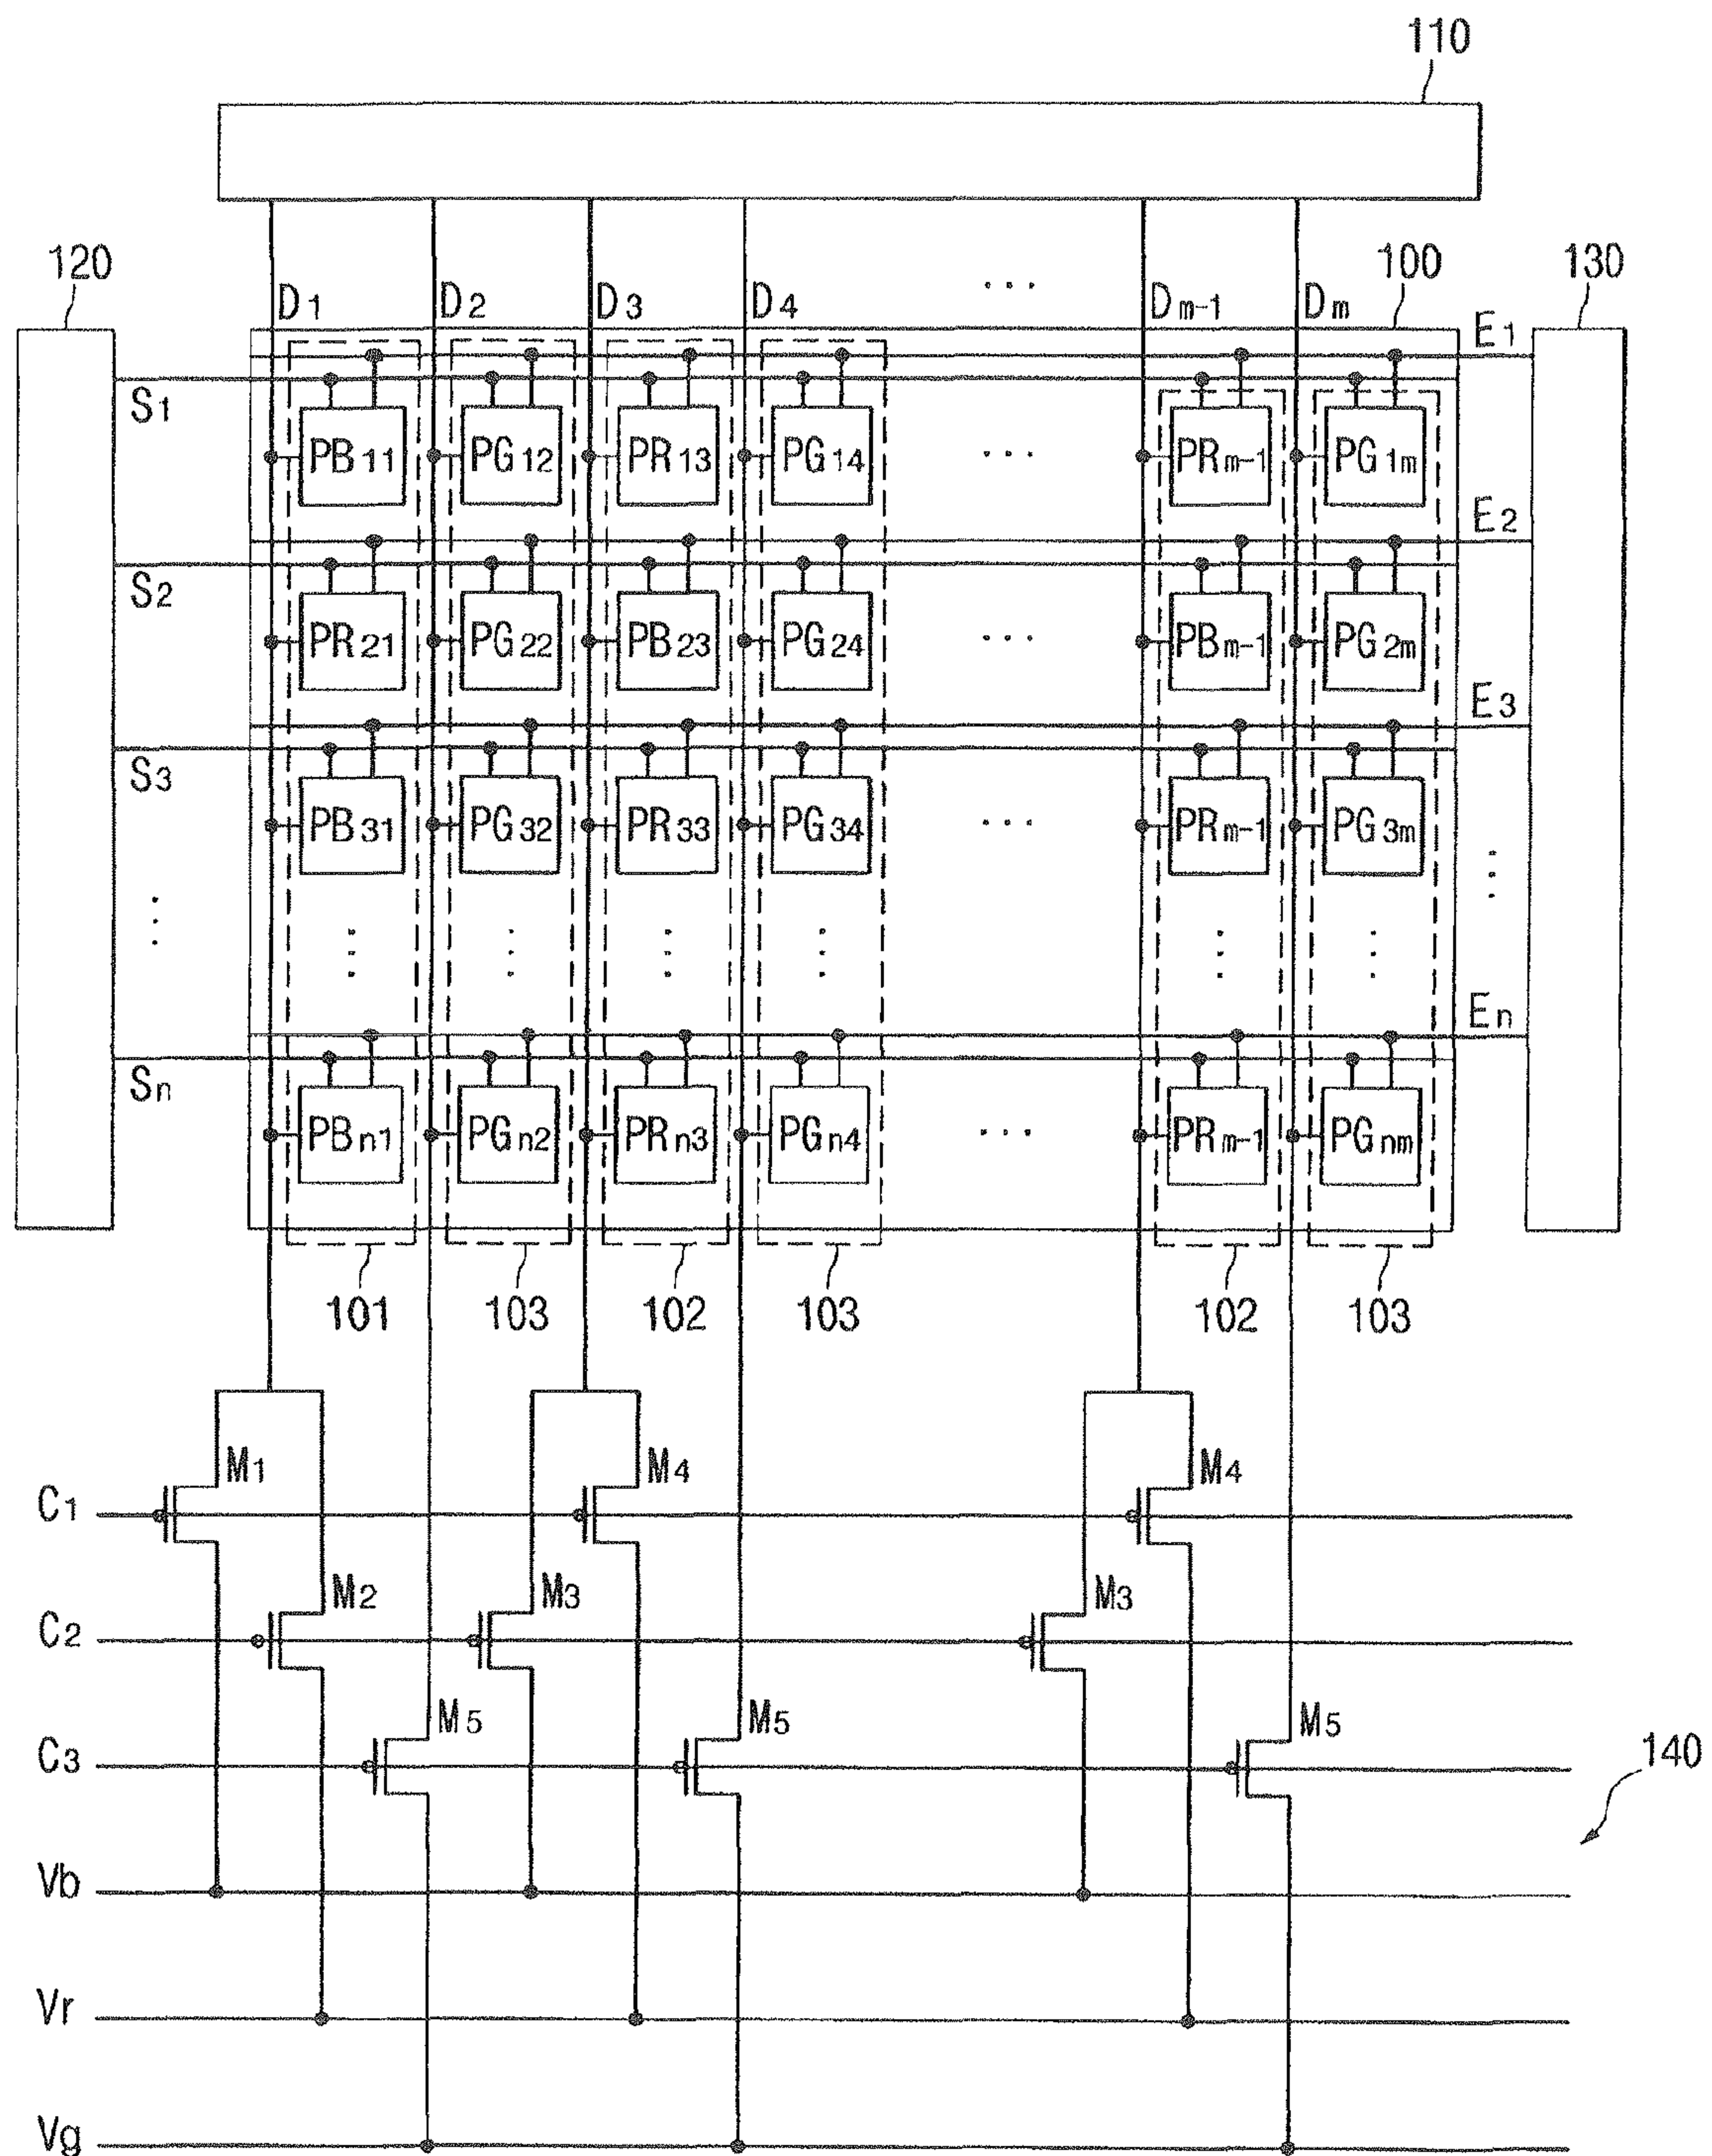 110
120
100
130
D1 D2 D3 D4 ... Dm-1 Dm
E1
S1
PB11 PG12 PR13 PG14 ... PRm-1 PG1m
E2
S2
PR21 PG22 PB23 PG24 ... PBm-1 PG2m
E3
S3
PB31 PG32 PR33 PG34 ... PRm-1 PG3m
En
Sn
PBn1 PGn2 PRn3 PGn4 ... PRm-1 PGnm
101 103 102 103 102 103
M1 M4 M4
C1
M2 M3 M3
C2
M5 M5 M5
C3
140
Vb
Vr
Vg